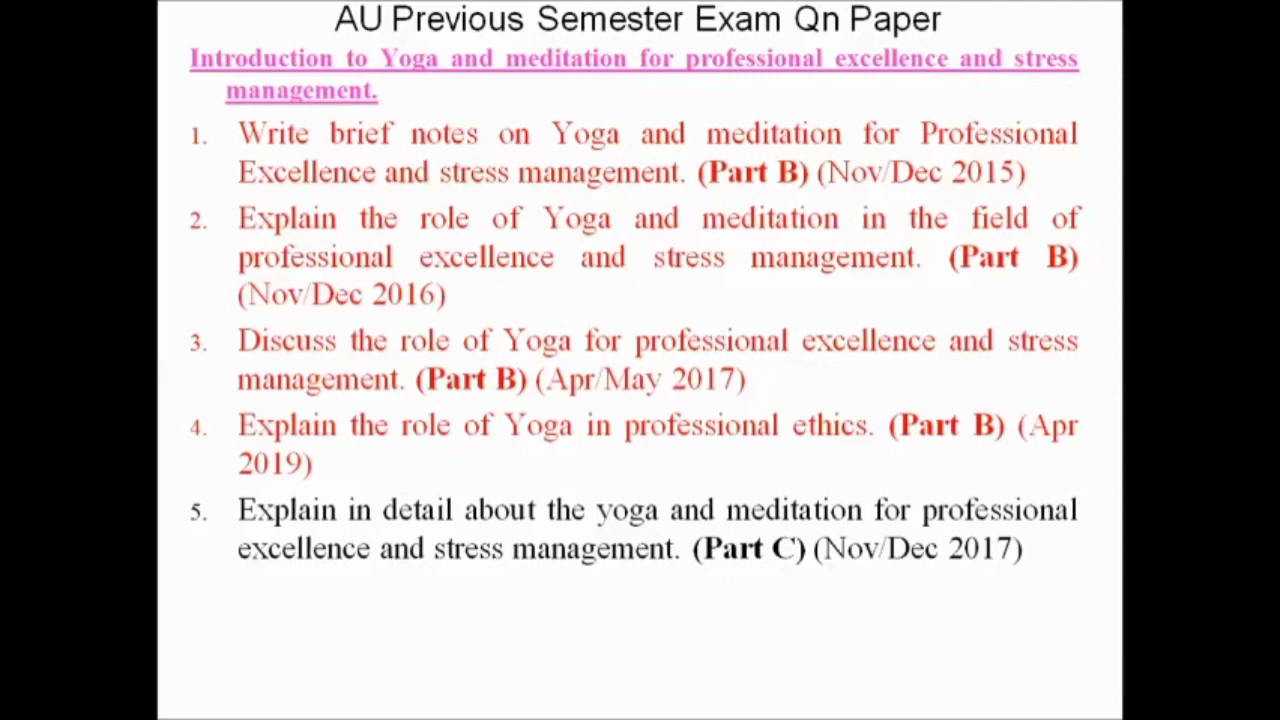 AU Previous Semester Exam Qn Paper
Introduction to Yoga and meditation for professional excellence and stress
management.
1. Write brief notes on Yoga and meditation for Professional
Excellence and stress management. (Part B) (Nov/Dec 2015)
2. Explain the role of Yoga and meditation in the field of
professional excellence and stress management. (Part B)
(Nov/Dec 2016)
3. Discuss the role of Yoga for professional excellence and stress
management. (Part B) (Apr/May 2017)
4. Explain the role of Yoga in professional ethics. (Part B) (Apr
2019)
5. Explain in detail about the yoga and meditation for professional
excellence and stress management. (Part C) (Nov/Dec 2017)